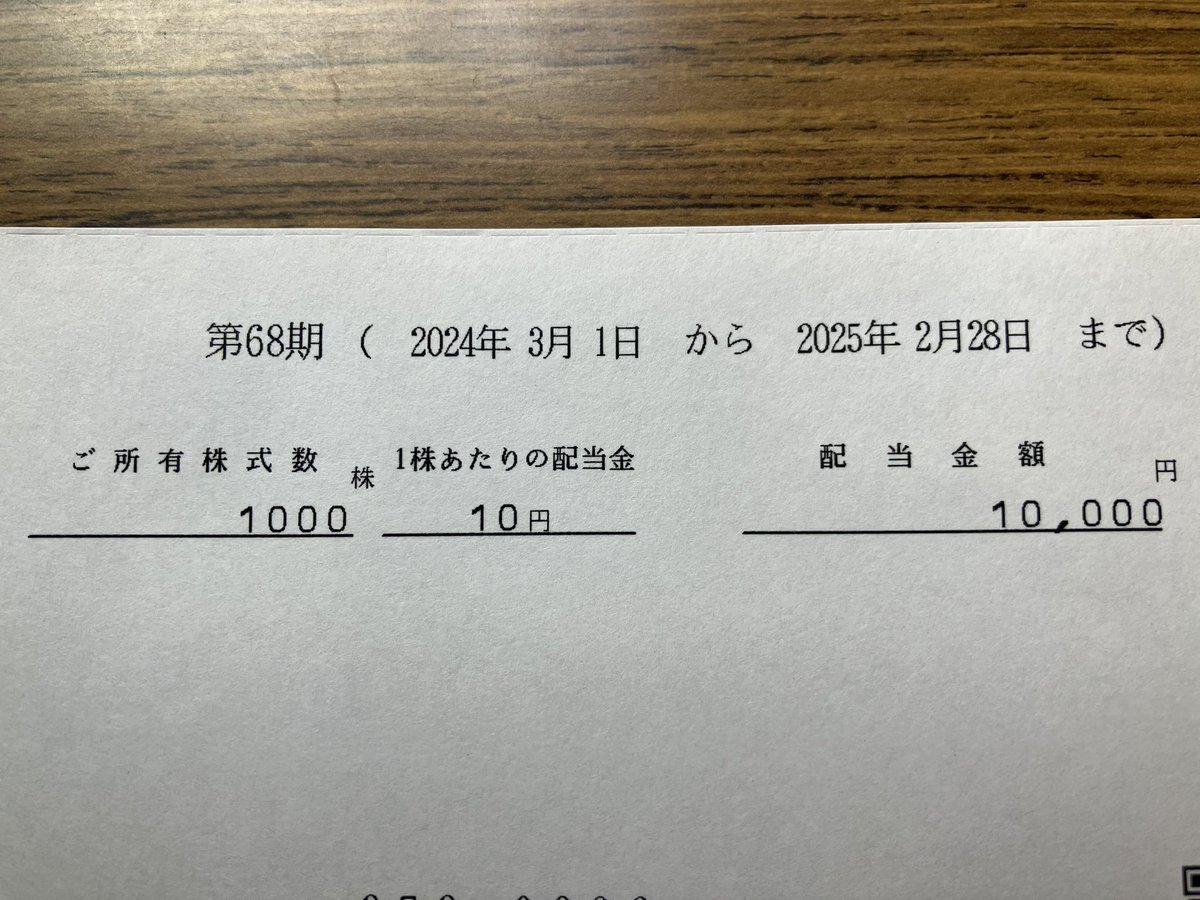 第68期 ( 2024年 3月 1日 から 2025年 2月28日 まで)
ご所有株式数 株 1株あたりの配当金 配当金額 円
1000 10円 10,000